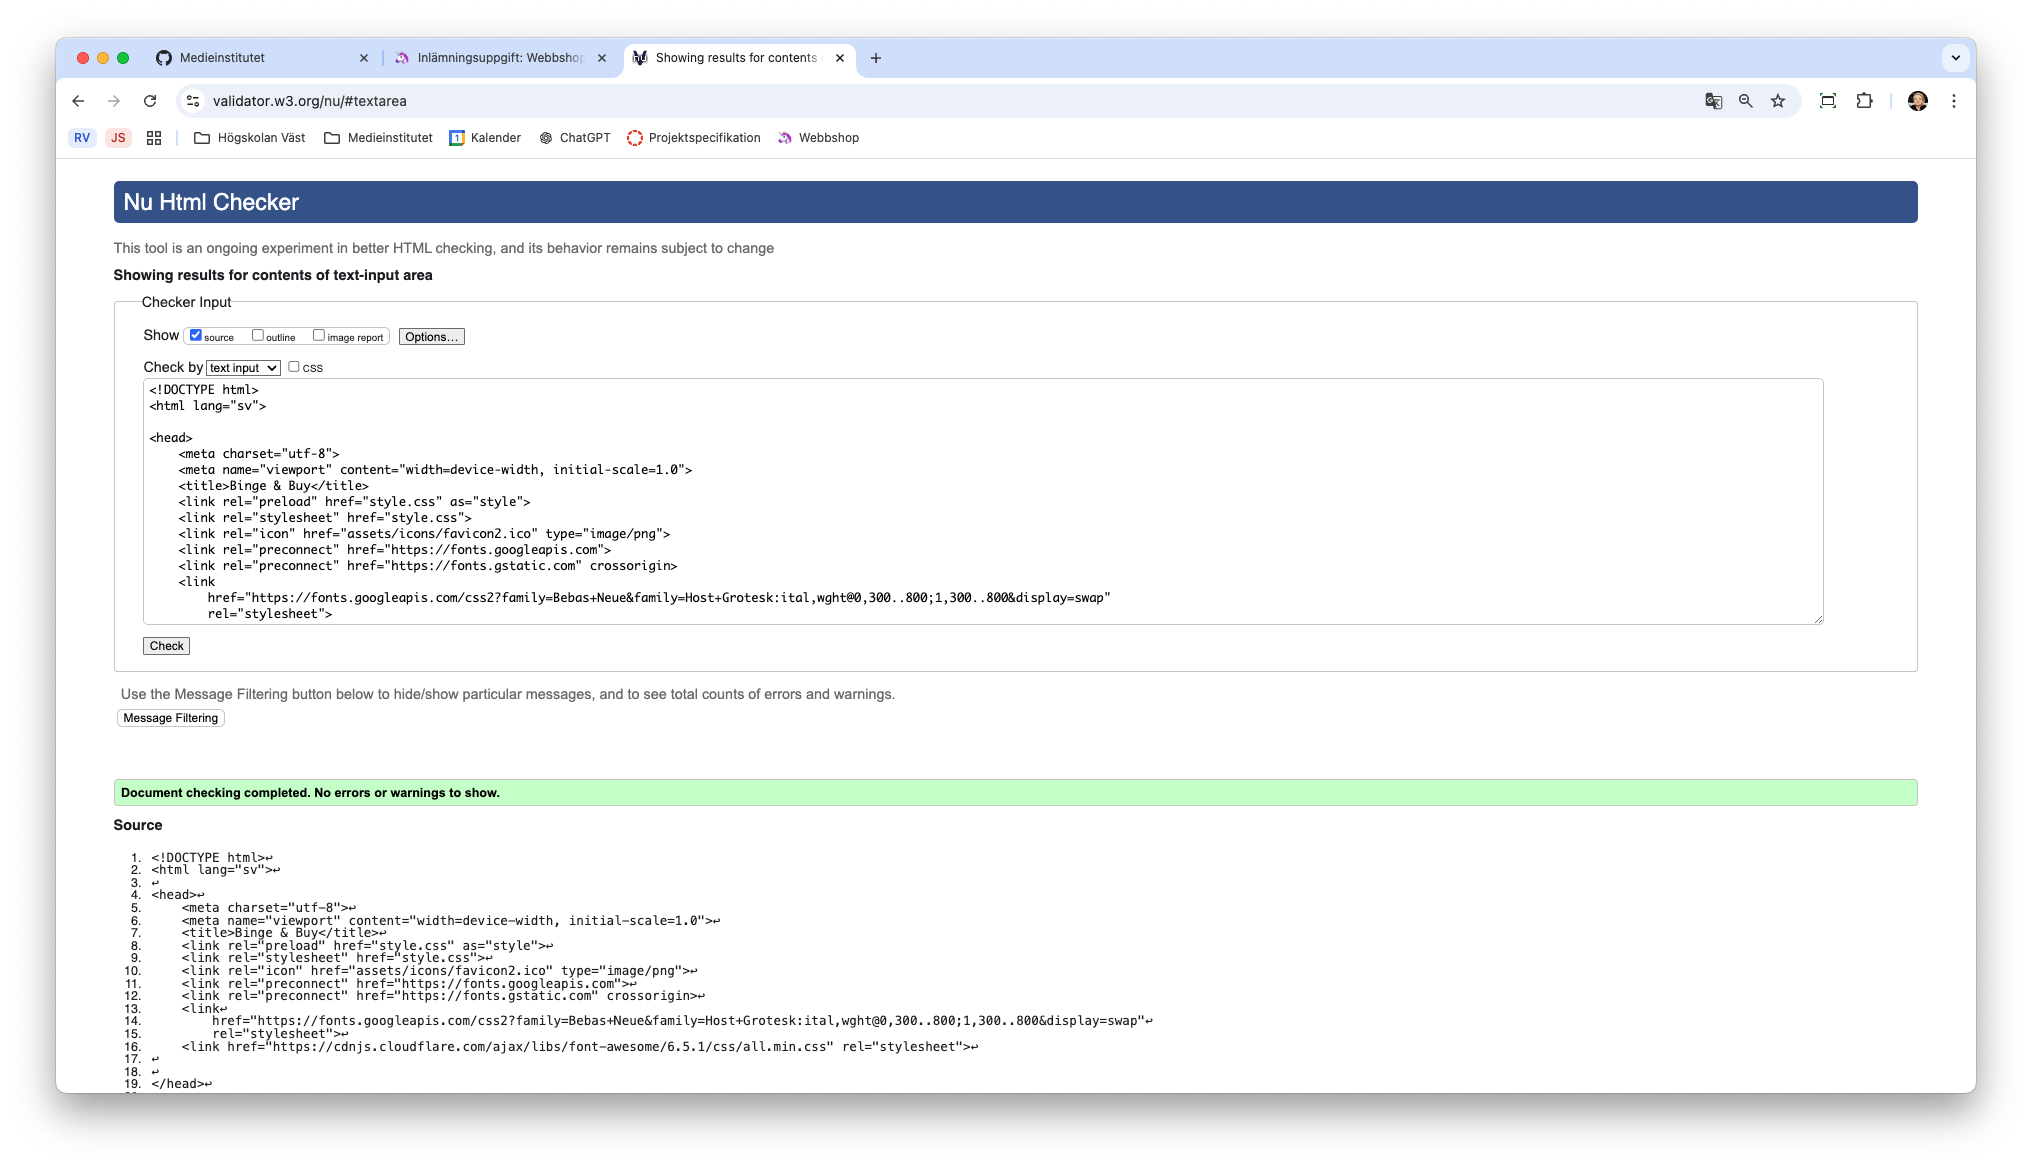 Medieinstitutet
Inlämningsuppgift: Webbshop
Showing results for contents
validator.w3.org/nu/#textarea
RV JS Högskolan Väst Medieinstitutet Kalender ChatGPT Projektspecifikation Webbshop
Nu Html Checker
This tool is an ongoing experiment in better HTML checking, and its behavior remains subject to change
Showing results for contents of text-input area
Checker Input
Show source outline image report Options...
Check by text input css
<!DOCTYPE html>
<html lang="sv">
<head>
<meta charset="utf-8">
<meta name="viewport" content="width=device-width, initial-scale=1.0">
<title>Binge & Buy</title>
<link rel="preload" href="style.css" as="style">
<link rel="stylesheet" href="style.css">
<link rel="icon" href="assets/icons/favicon2.ico" type="image/png">
<link rel="preconnect" href="https://fonts.googleapis.com">
<link rel="preconnect" href="https://fonts.gstatic.com" crossorigin>
<link
href="https://fonts.googleapis.com/css2?family=Bebas+Neue&family=Host+Grotesk:ital,wght@0,300..800;1,300..800&display=swap"
rel="stylesheet">
Check
Use the Message Filtering button below to hide/show particular messages, and to see total counts of errors and warnings.
Message Filtering
Document checking completed. No errors or warnings to show.
Source
1. <!DOCTYPE html>↩
2. <html lang="sv">↩
3. ↩
4. <head>↩
5. <meta charset="utf-8">↩
6. <meta name="viewport" content="width=device-width, initial-scale=1.0">↩
7. <title>Binge & Buy</title>↩
8. <link rel="preload" href="style.css" as="style">↩
9. <link rel="stylesheet" href="style.css">↩
10. <link rel="icon" href="assets/icons/favicon2.ico" type="image/png">↩
11. <link rel="preconnect" href="https://fonts.googleapis.com">↩
12. <link rel="preconnect" href="https://fonts.gstatic.com" crossorigin>↩
13. <link↩
14. href="https://fonts.googleapis.com/css2?family=Bebas+Neue&family=Host+Grotesk:ital,wght@0,300..800;1,300..800&display=swap"↩
15. rel="stylesheet">↩
16. <link href="https://cdnjs.cloudflare.com/ajax/libs/font-awesome/6.5.1/css/all.min.css" rel="stylesheet">↩
17. ↩
18. ↩
19. </head>↩